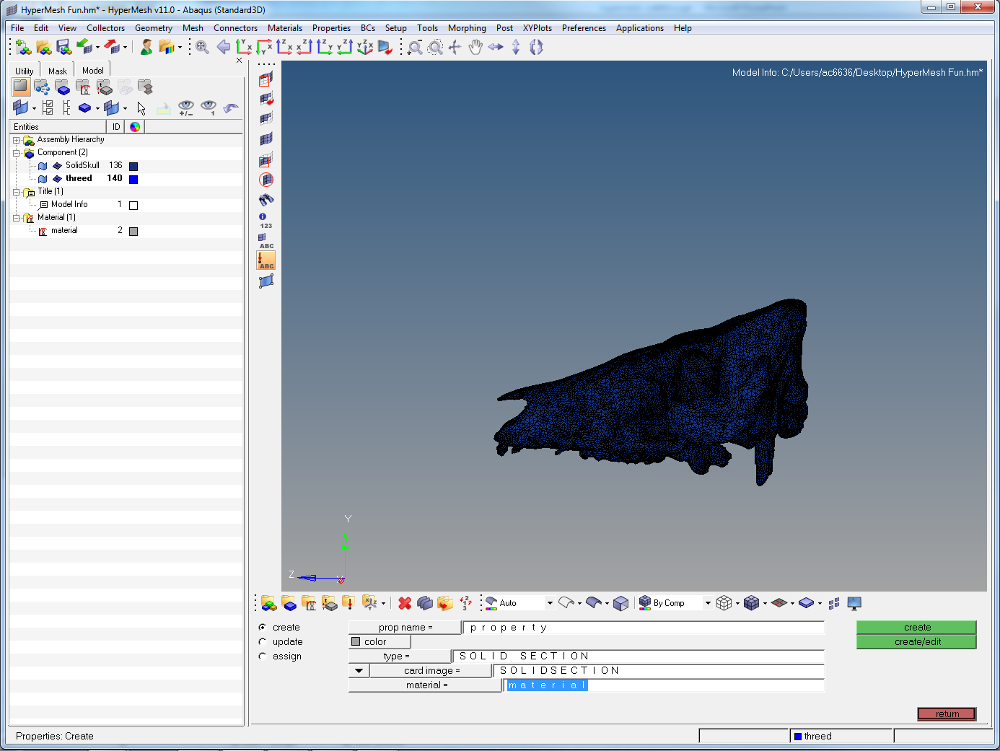 HyperMesh Fun.hm* - HyperMesh v11.0 - Abaqus (Standard3D)
File Edit View Collectors Geometry Mesh Connectors Materials Properties BCs Setup Tools Morphing Post XYPlots Preferences Applications Help
Utility Mask Model
Model Info: C:/Users/ac6636/Desktop/HyperMesh Fun.hm*
Entities ID
Assembly Hierarchy
Component (2)
SolidSkull 136
threed 140
Title (1)
Model Info 1
Material (1)
material 2
123
ABC
ABC
Y
Z
Auto By Comp
create prop name = property create
update color create/edit
assign type = SOLID SECTION
card image = SOLIDSECTION
material = material
return
Properties: Create threed